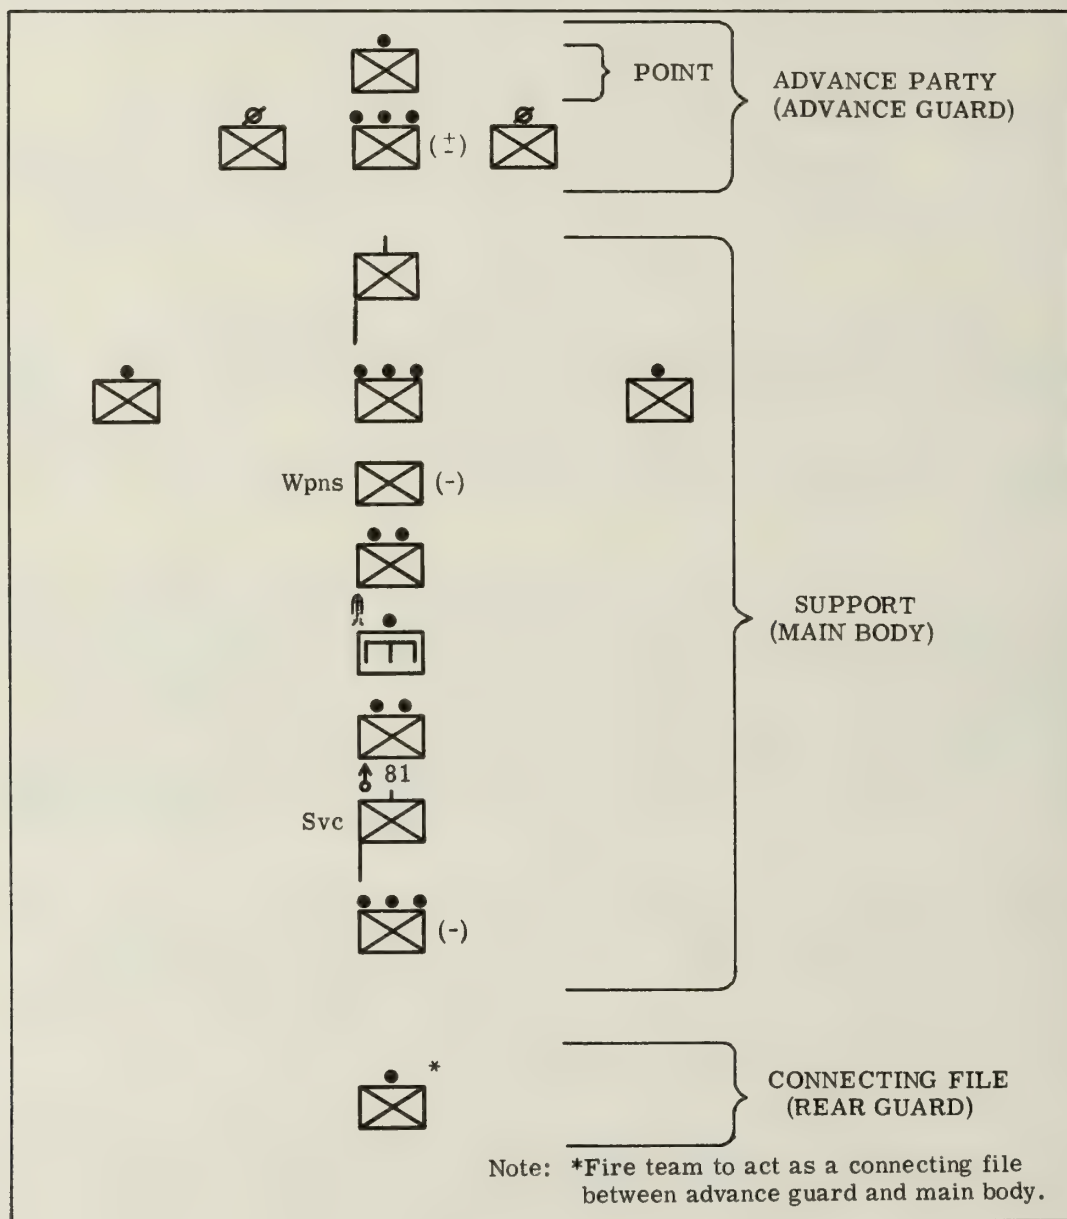 POINT
ADVANCE PARTY
(ADVANCE GUARD)
(±)
Wpns (-)
SUPPORT
(MAIN BODY)
81
Svc
(-)
*
CONNECTING FILE
(REAR GUARD)
Note: *Fire team to act as a connecting file
between advance guard and main body.